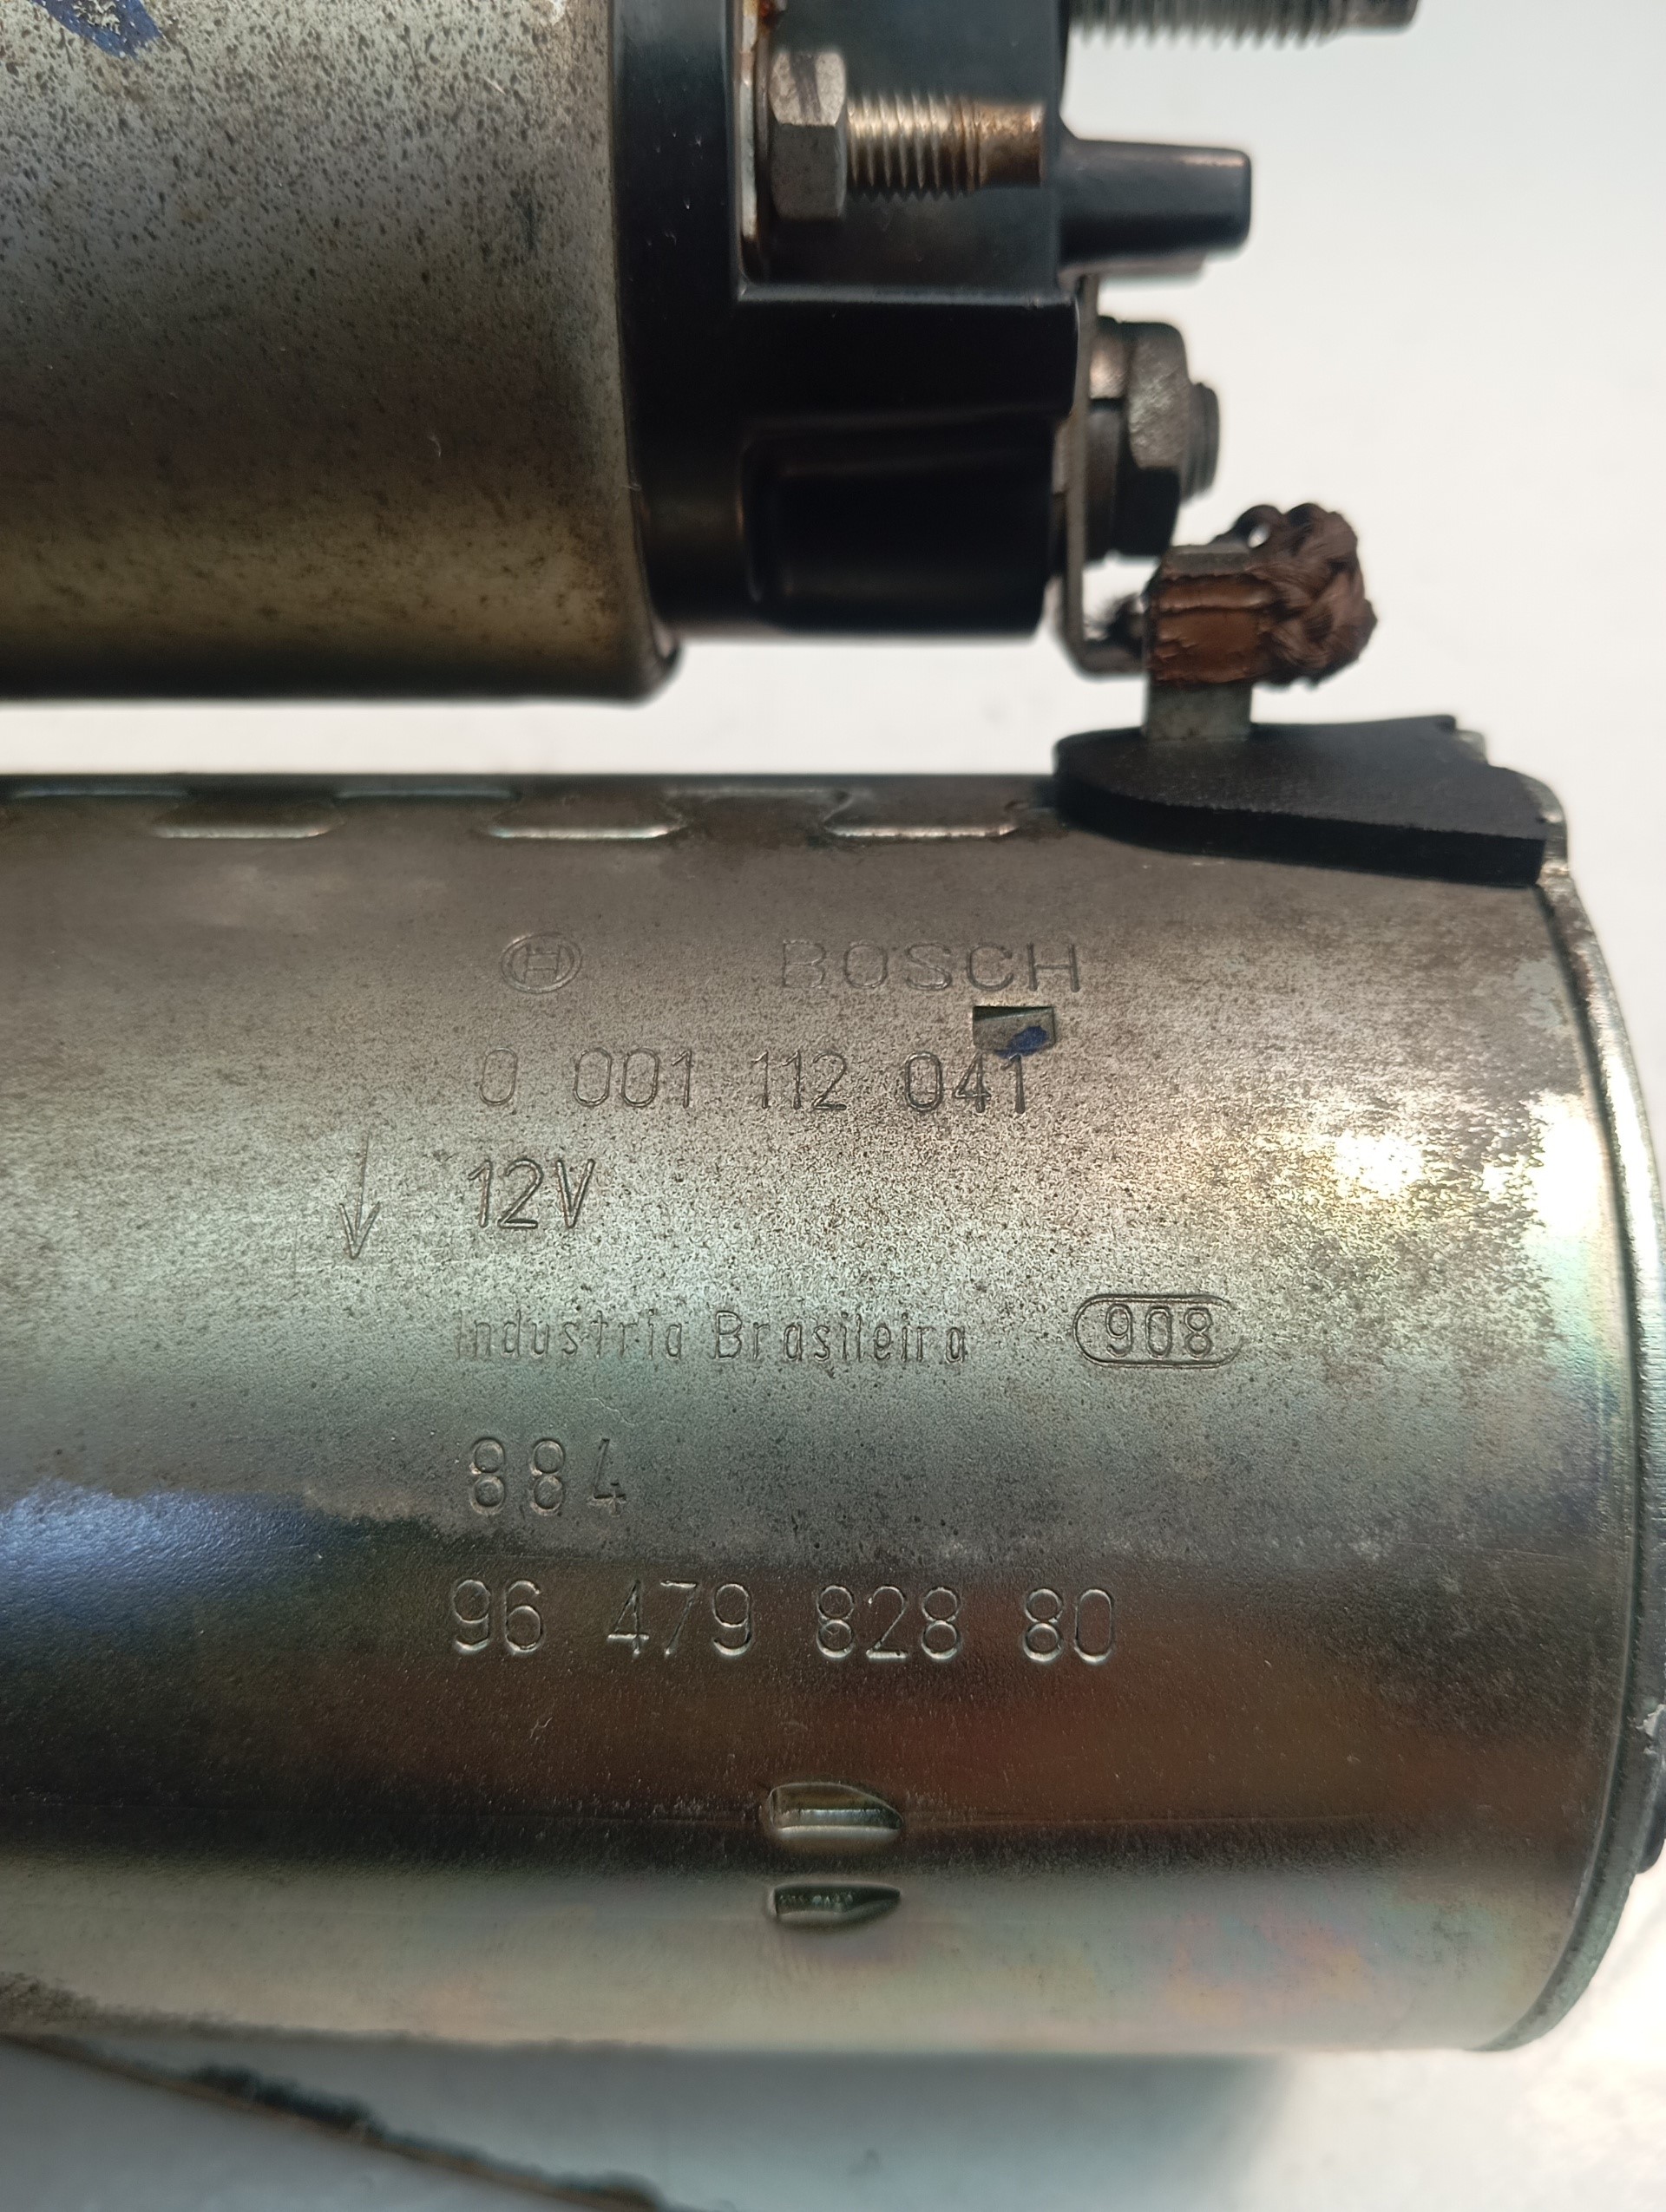 BOSCH
0 001 112 041
12V
Industria Brasileira 908
884
96 479 828 80